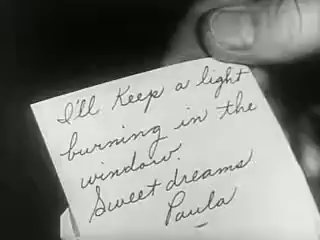 I'll Keep a light
burning in the
window.
Sweet dreams
Paula